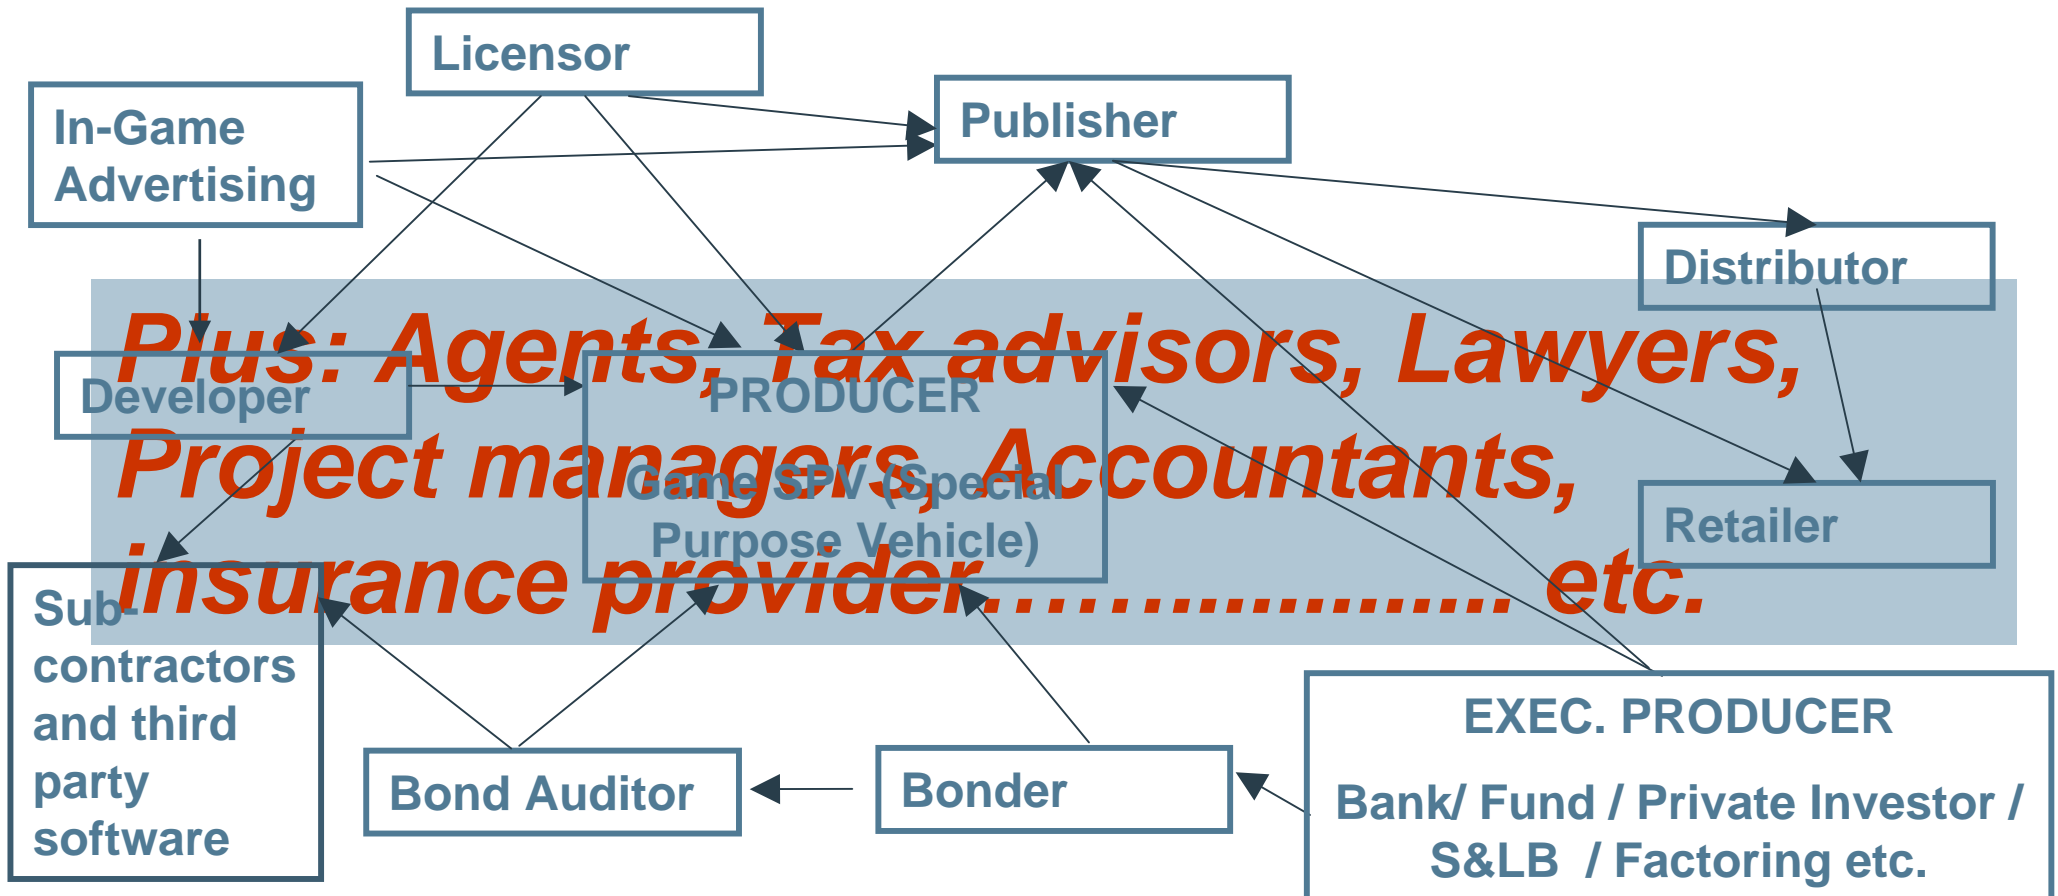 Licensor
In-Game
Advertising
Publisher
Distributor
Plus: Agents, Tax advisors, Lawyers,
Project managers, Accountants,
insurance provider…….............. etc.
Developer
PRODUCER
Game SPV (Special
Purpose Vehicle)
Retailer
Sub-
contractors
and third
party
software
Bond Auditor
Bonder
EXEC. PRODUCER
Bank/ Fund / Private Investor /
S&LB / Factoring etc.